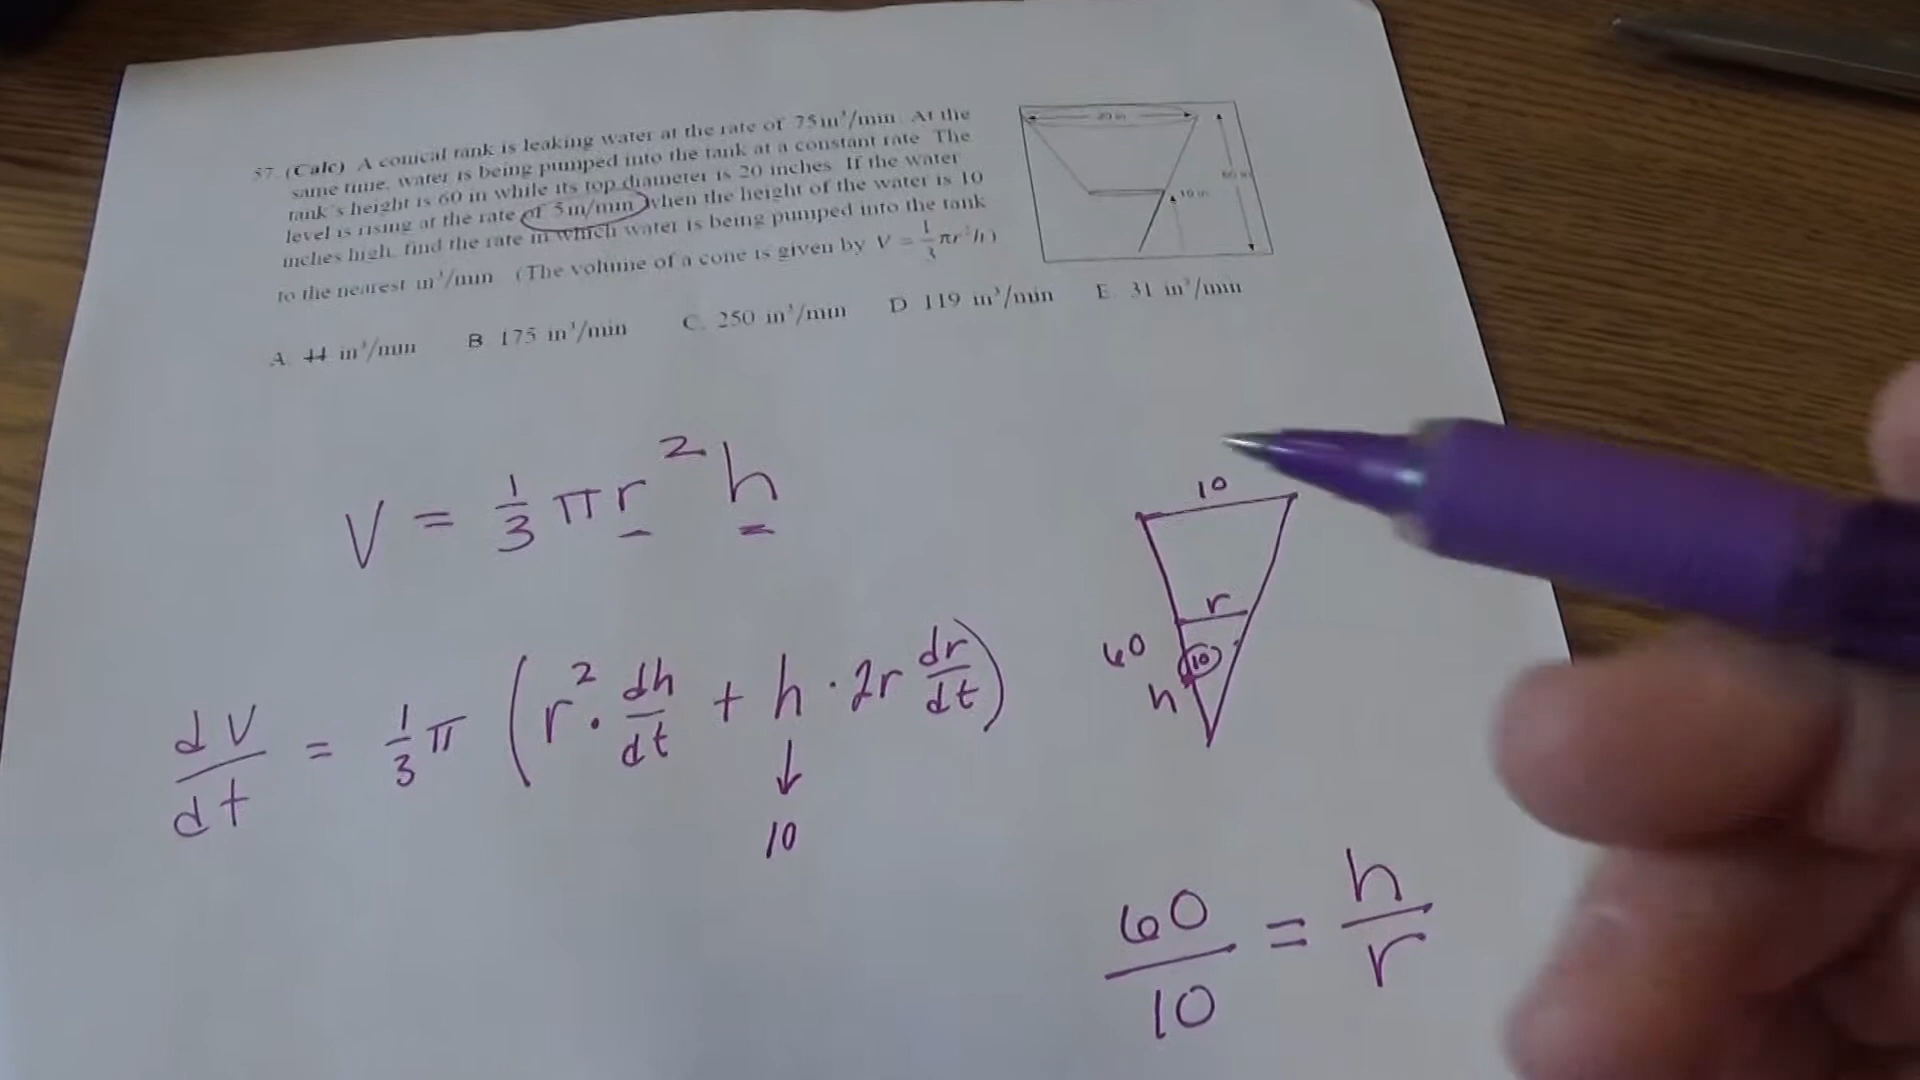 57. (Calc) A conical tank is leaking water at the rate of 75in³/min. At the
same time, water is being pumped into the tank at a constant rate. The
tank's height is 60 in while its top diameter is 20 inches. If the water
level is rising at the rate of 5 in/min when the height of the water is 10
inches high, find the rate in which water is being pumped into the tank
to the nearest in³/min (The volume of a cone is given by V = 1/3 πr²h)
20 in
60 in
10 in
A. 44 in³/min B 175 in³/min C. 250 in³/min D 119 in³/min E. 31 in³/min
V = 1/3 πr²h
dV/dt = 1/3 π (r² · dh/dt + h · 2r dr/dt)
↓
10
10
r
60
10
h
60/10 = h/r